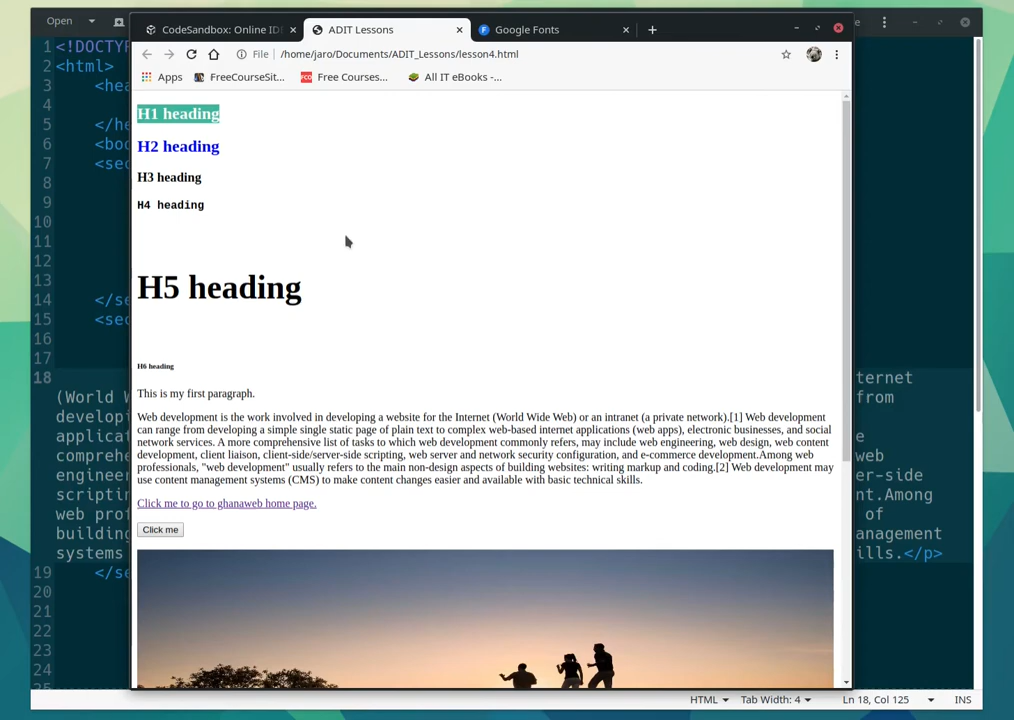 Open
CodeSandbox: Online IDE
ADIT Lessons
Google Fonts
File
/home/jaro/Documents/ADIT_Lessons/lesson4.html
Apps
FreeCourseSit...
FCO
Free Courses...
All IT eBooks -...
H1 heading
H2 heading
H3 heading
H4 heading
H5 heading
H6 heading
This is my first paragraph.
Web development is the work involved in developing a website for the Internet (World Wide Web) or an intranet (a private network).[1] Web development
can range from developing a simple single static page of plain text to complex web-based internet applications (web apps), electronic businesses, and social
network services. A more comprehensive list of tasks to which web development commonly refers, may include web engineering, web design, web content
development, client liaison, client-side/server-side scripting, web server and network security configuration, and e-commerce development.Among web
professionals, "web development" usually refers to the main non-design aspects of building websites: writing markup and coding.[2] Web development may
use content management systems (CMS) to make content changes easier and available with basic technical skills.
Click me to go to ghanaweb home page.
Click me
1 <!DOCTYP
2 <html>
3 <hea
4
5 </he
6 <bo
7 <sec
8
9
10
11
12
13
14 </se
15 <sec
16
17
18 ternet
(World W from
developi
applicat e
comprehe web
engineer er-side
scriptin nt.Among
web prof of
building nagement
systems ills.</p>
19 </se
20
21
22
23
24
25
HTML
Tab Width: 4
Ln 18, Col 125
INS